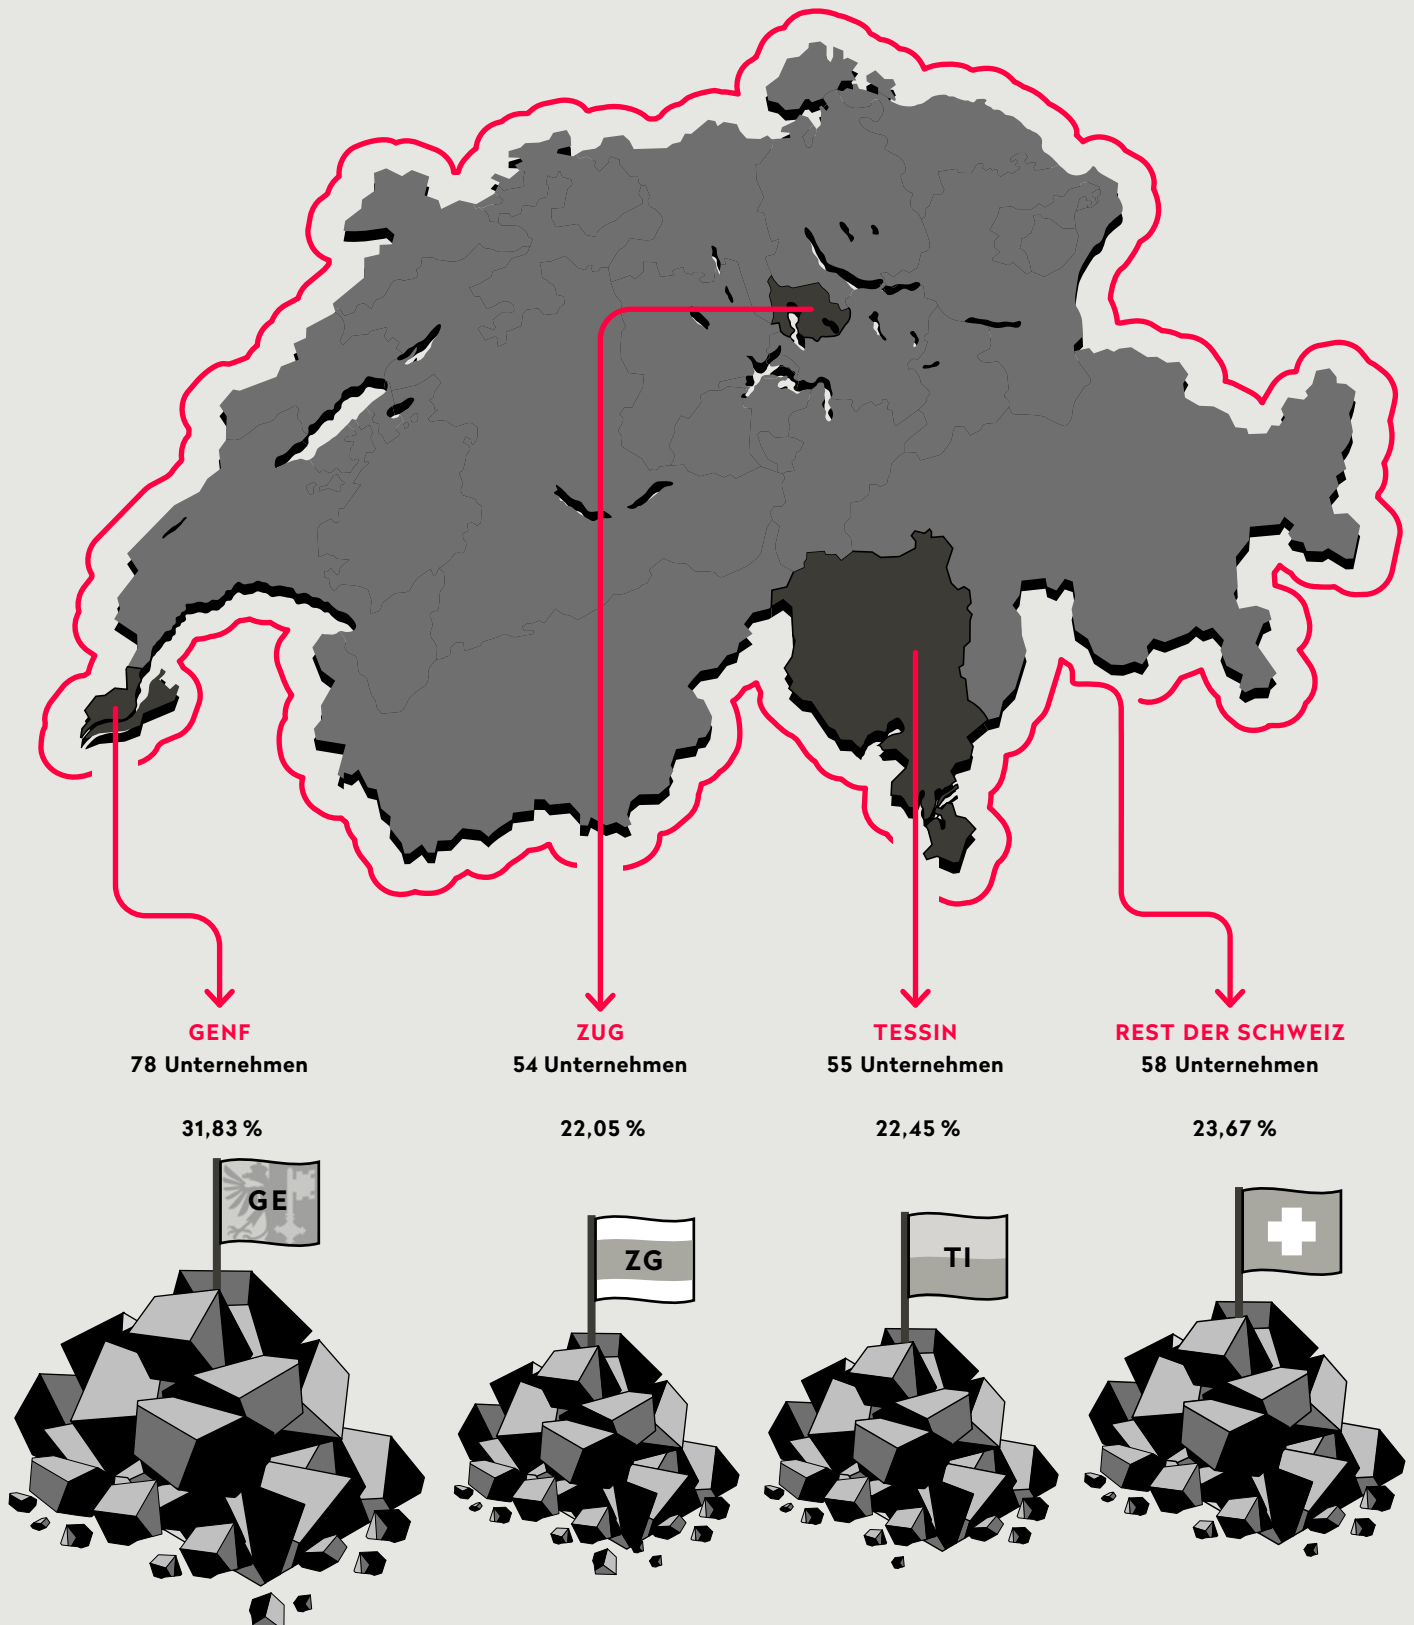 GENF
78 Unternehmen
31,83 %
GE
ZUG
54 Unternehmen
22,05 %
ZG
TESSIN
55 Unternehmen
22,45 %
TI
REST DER SCHWEIZ
58 Unternehmen
23,67 %